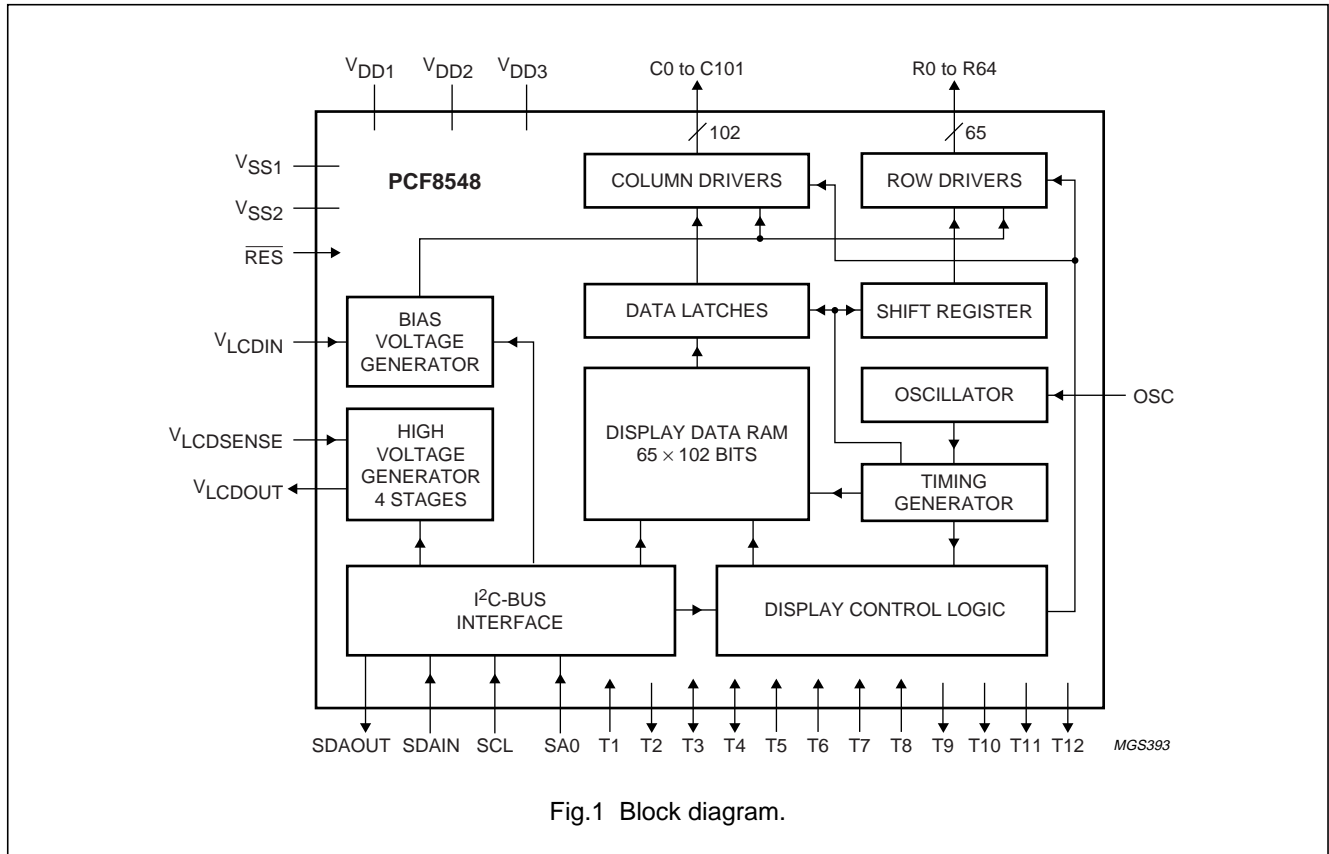 VDD1 VDD2 VDD3 C0 to C101 R0 to R64
102 65
VSS1
PCF8548
COLUMN DRIVERS
ROW DRIVERS
VSS2
RES
BIAS
VOLTAGE
GENERATOR
DATA LATCHES
SHIFT REGISTER
VLCDIN
OSCILLATOR
OSC
VLCDSENSE
HIGH
VOLTAGE
GENERATOR
4 STAGES
DISPLAY DATA RAM
65 × 102 BITS
VLCDOUT
TIMING
GENERATOR
I²C-BUS
INTERFACE
DISPLAY CONTROL LOGIC
SDAOUT SDAIN SCL SA0 T1 T2 T3 T4 T5 T6 T7 T8 T9 T10 T11 T12 MGS393
Fig.1 Block diagram.